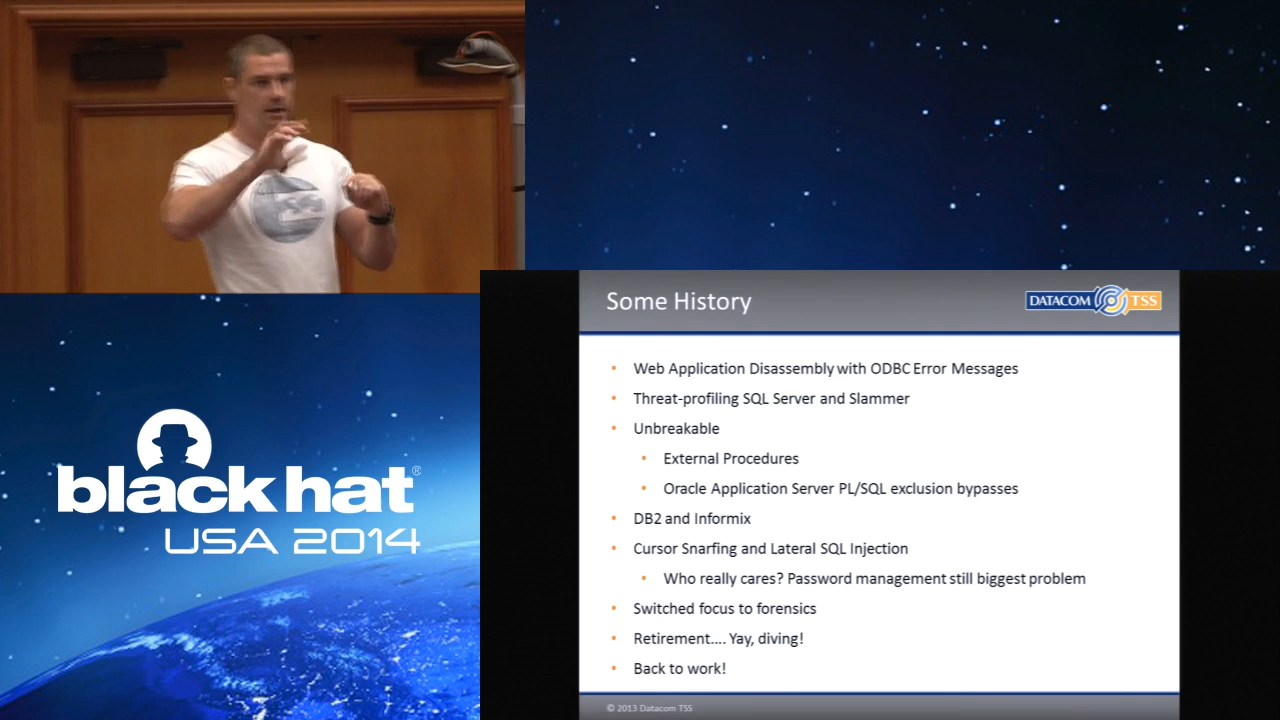 Some History
DATACOM TSS
• Web Application Disassembly with ODBC Error Messages
• Threat-profiling SQL Server and Slammer
• Unbreakable
• External Procedures
• Oracle Application Server PL/SQL exclusion bypasses
• DB2 and Informix
• Cursor Snarfing and Lateral SQL Injection
• Who really cares? Password management still biggest problem
• Switched focus to forensics
• Retirement.... Yay, diving!
• Back to work!
© 2013 Datacom TSS
black hat®
USA 2014